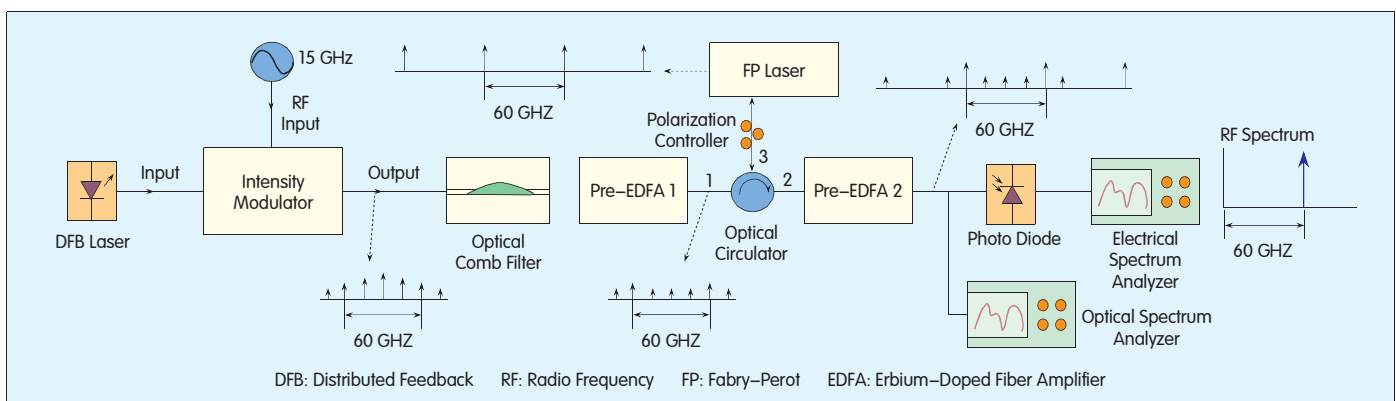 15 GHz
RF
Input
60 GHZ
FP Laser
Polarization
Controller
3
60 GHZ
RF Spectrum
60 GHZ
DFB Laser
Input
Intensity
Modulator
Output
Optical
Comb Filter
Pre-EDFA 1
1
2
Optical
Circulator
Pre-EDFA 2
Photo Diode
Electrical
Spectrum
Analyzer
60 GHZ
60 GHZ
Optical Spectrum
Analyzer
DFB: Distributed Feedback RF: Radio Frequency FP: Fabry-Perot EDFA: Erbium-Doped Fiber Amplifier